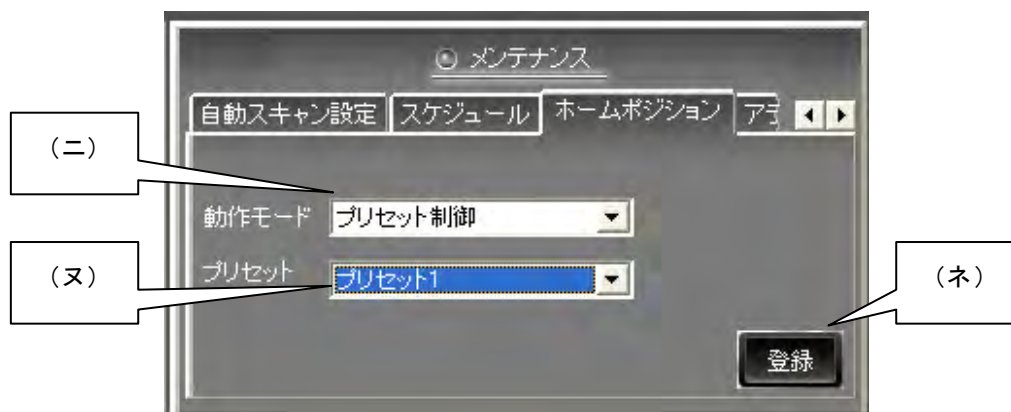 メンテナンス
自動スキャン設定 スケジュール ホームポジション
(ニ)
動作モード プリセット制御
(ヌ)
プリセット プリセット1
(ネ)
登録